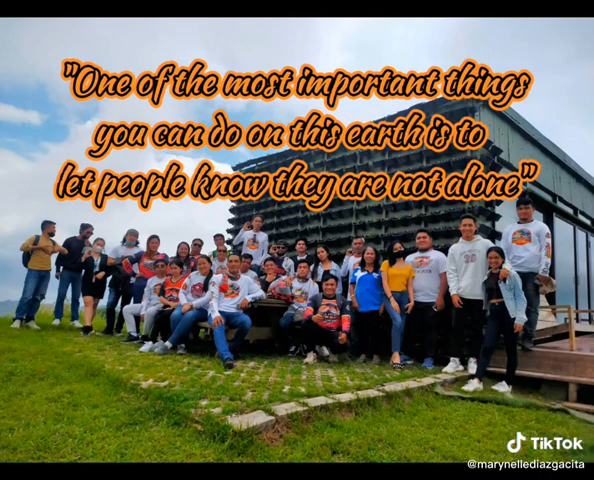 "One of the most important things
you can do on this earth is to
let people know they are not alone"
TikTok
@marynellediazgacita